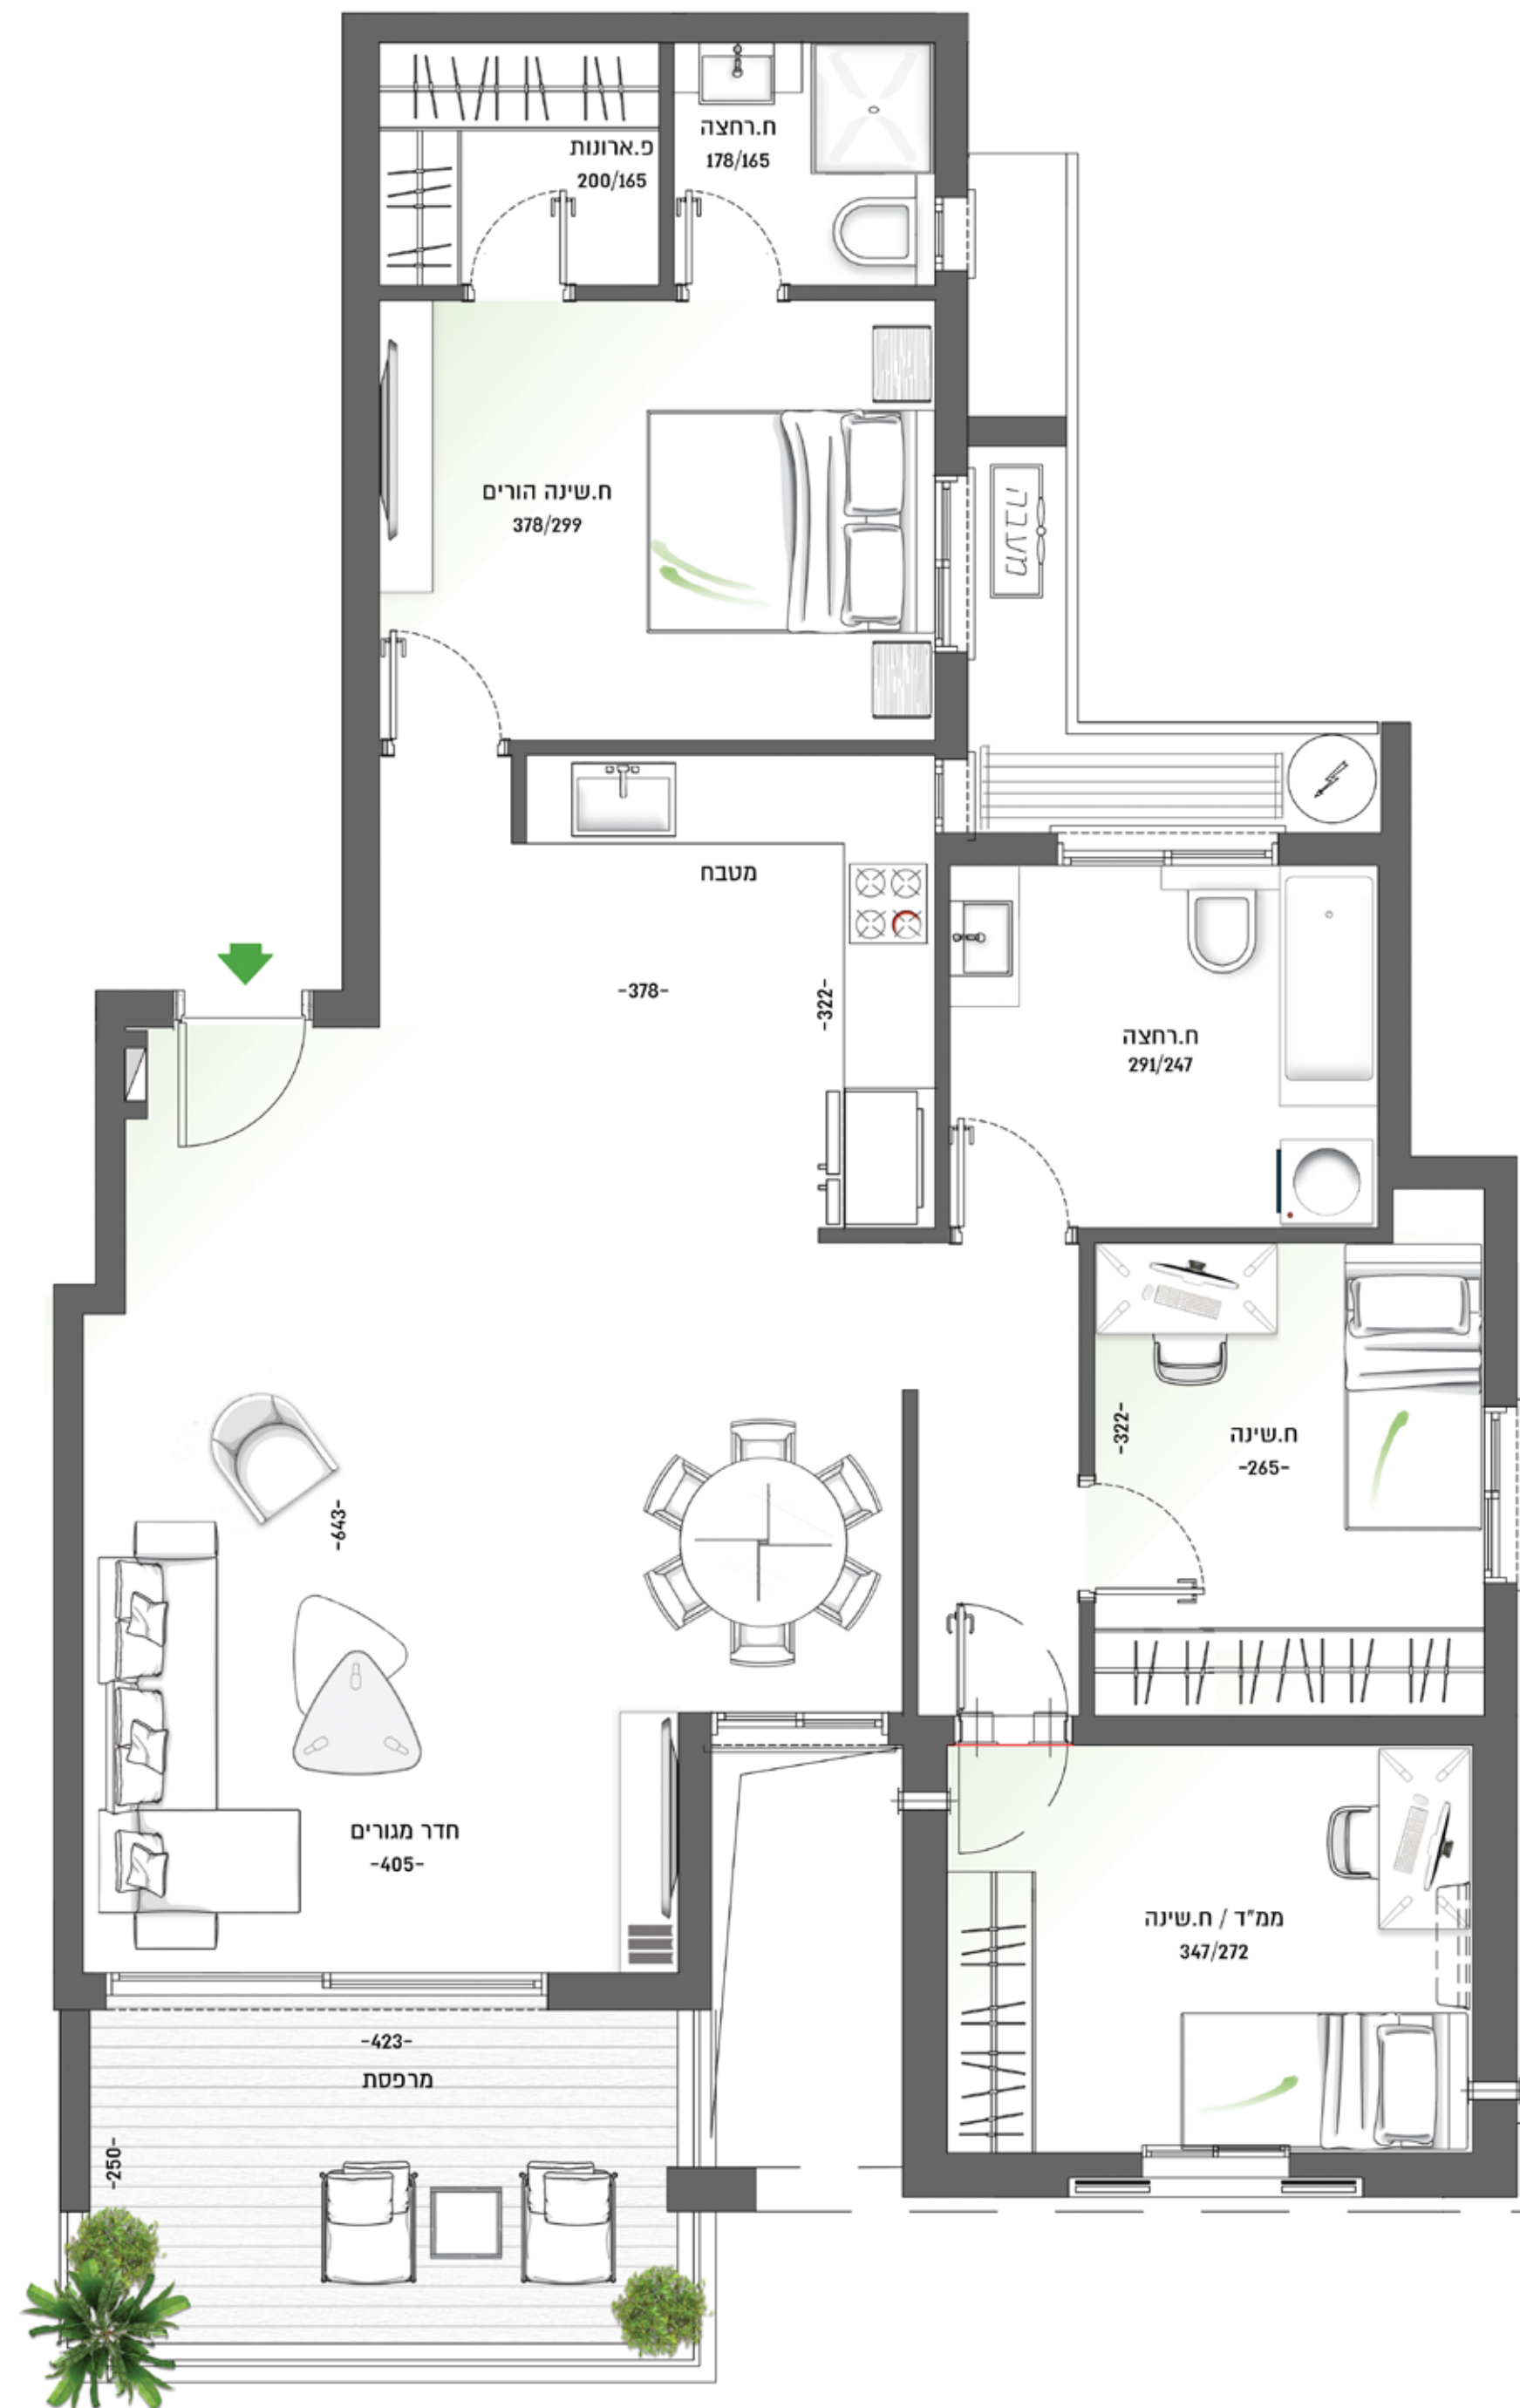 פ.ארונות
200/165
ח.רחצה
178/165
ח.שינה הורים
378/299
מעבה
מטבח
-378-
-322-
ח.רחצה
291/247
-322-
ח.שינה
-265-
-643-
חדר מגורים
-405-
ממ"ד / ח.שינה
347/272
-423-
מרפסת
-250-